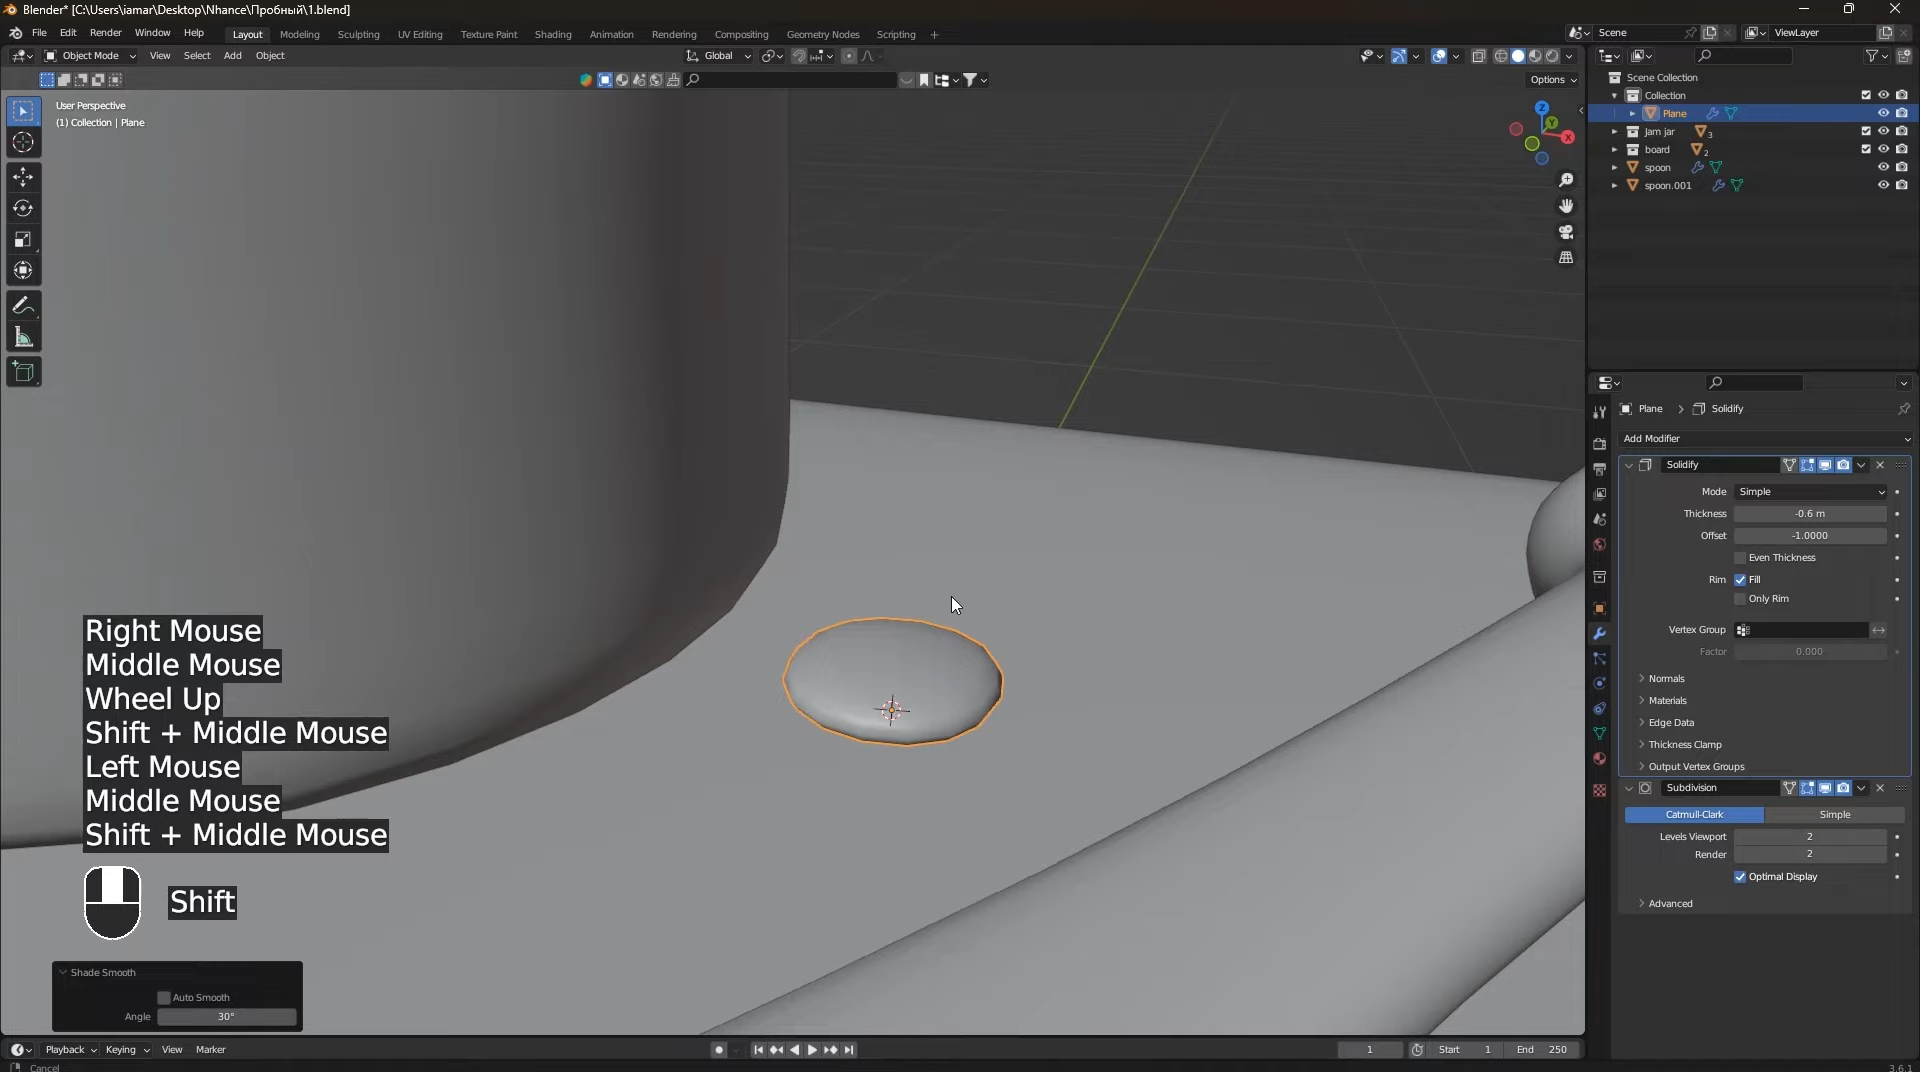 Blender* [C:\Users\iamar\Desktop\Nhance\Пробный\1.blend]
File Edit Render Window Help Layout Modeling Sculpting UV Editing Texture Paint Shading Animation Rendering Compositing Geometry Nodes Scripting + Scene ViewLayer
Object Mode View Select Add Object Global
Options
User Perspective
(1) Collection | Plane
Z
Y
X
Scene Collection
Collection
Plane
Jam jar 3
board 2
spoon
spoon.001
Plane > Solidify
Add Modifier
Solidify
Mode Simple
Thickness -0.6 m
Offset -1.0000
Even Thickness
Rim Fill
Only Rim
Vertex Group
Factor 0.000
Normals
Materials
Edge Data
Thickness Clamp
Output Vertex Groups
Subdivision
Catmull-Clark Simple
Levels Viewport 2
Render 2
Optimal Display
Advanced
Right Mouse
Middle Mouse
Wheel Up
Shift + Middle Mouse
Left Mouse
Middle Mouse
Shift + Middle Mouse
Shift
Shade Smooth
Auto Smooth
Angle 30°
Playback Keying View Marker 1 Start 1 End 250
Cancel 3.6.1